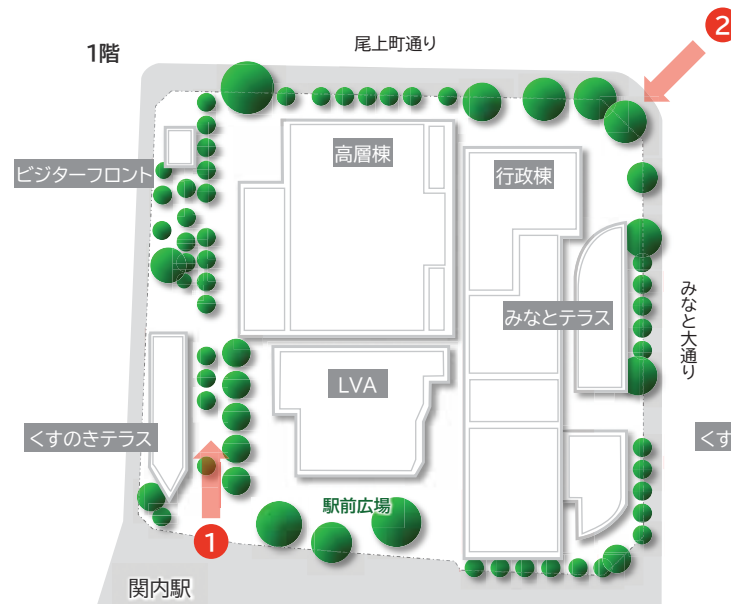 1階
尾上町通り
2
高層棟
行政棟
ビジターフロント
みなと大通り
みなとテラス
LVA
くすのきテラス
くす
駅前広場
1
関内駅